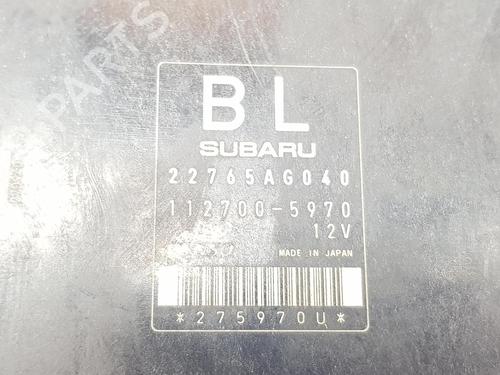 BL
SUBARU
22765AG040
112700-5970
12V
MADE IN JAPAN
*275970U*